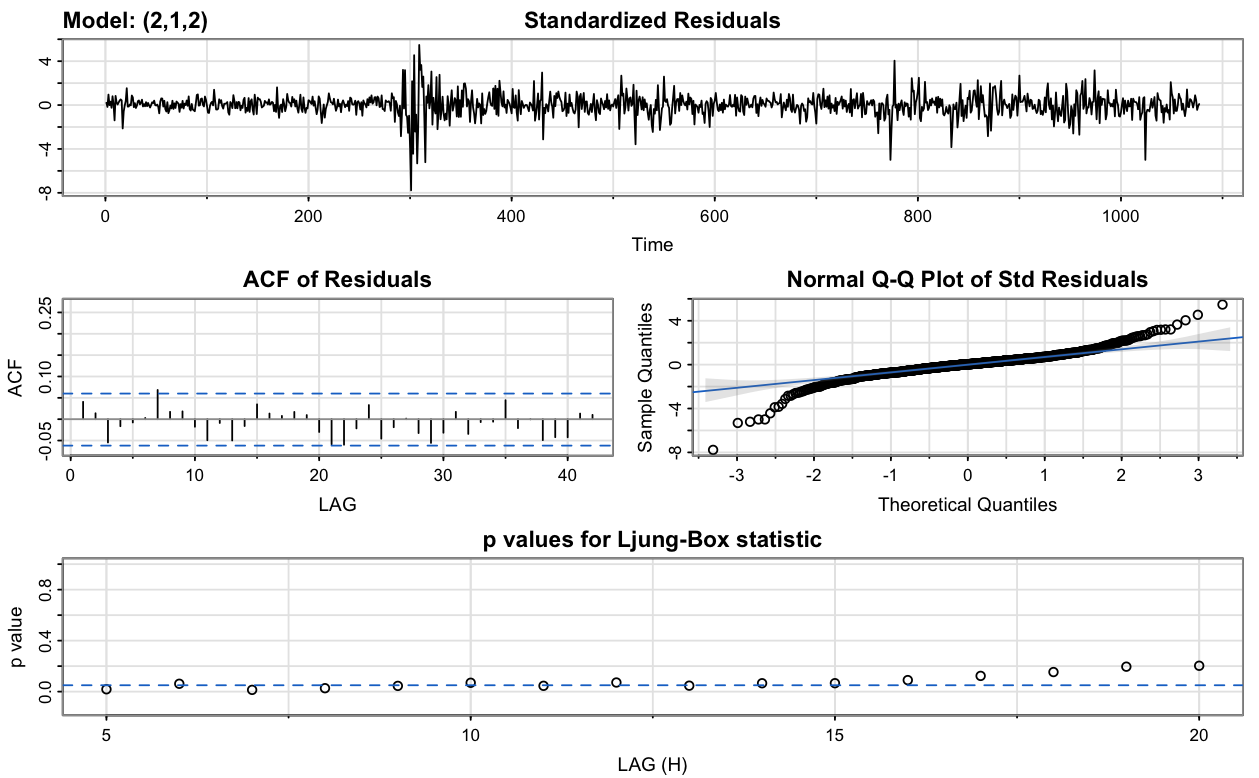 Model: (2,1,2) Standardized Residuals
4
0
-4
-8
0 200 400 600 800 1000
Time
ACF of Residuals
ACF
0.25
0.10
-0.05
0 10 20 30 40
LAG
Normal Q-Q Plot of Std Residuals
Sample Quantiles
4
0
-4
-8
-3 -2 -1 0 1 2 3
Theoretical Quantiles
p values for Ljung-Box statistic
p value
0.8
0.4
0.0
5 10 15 20
LAG (H)